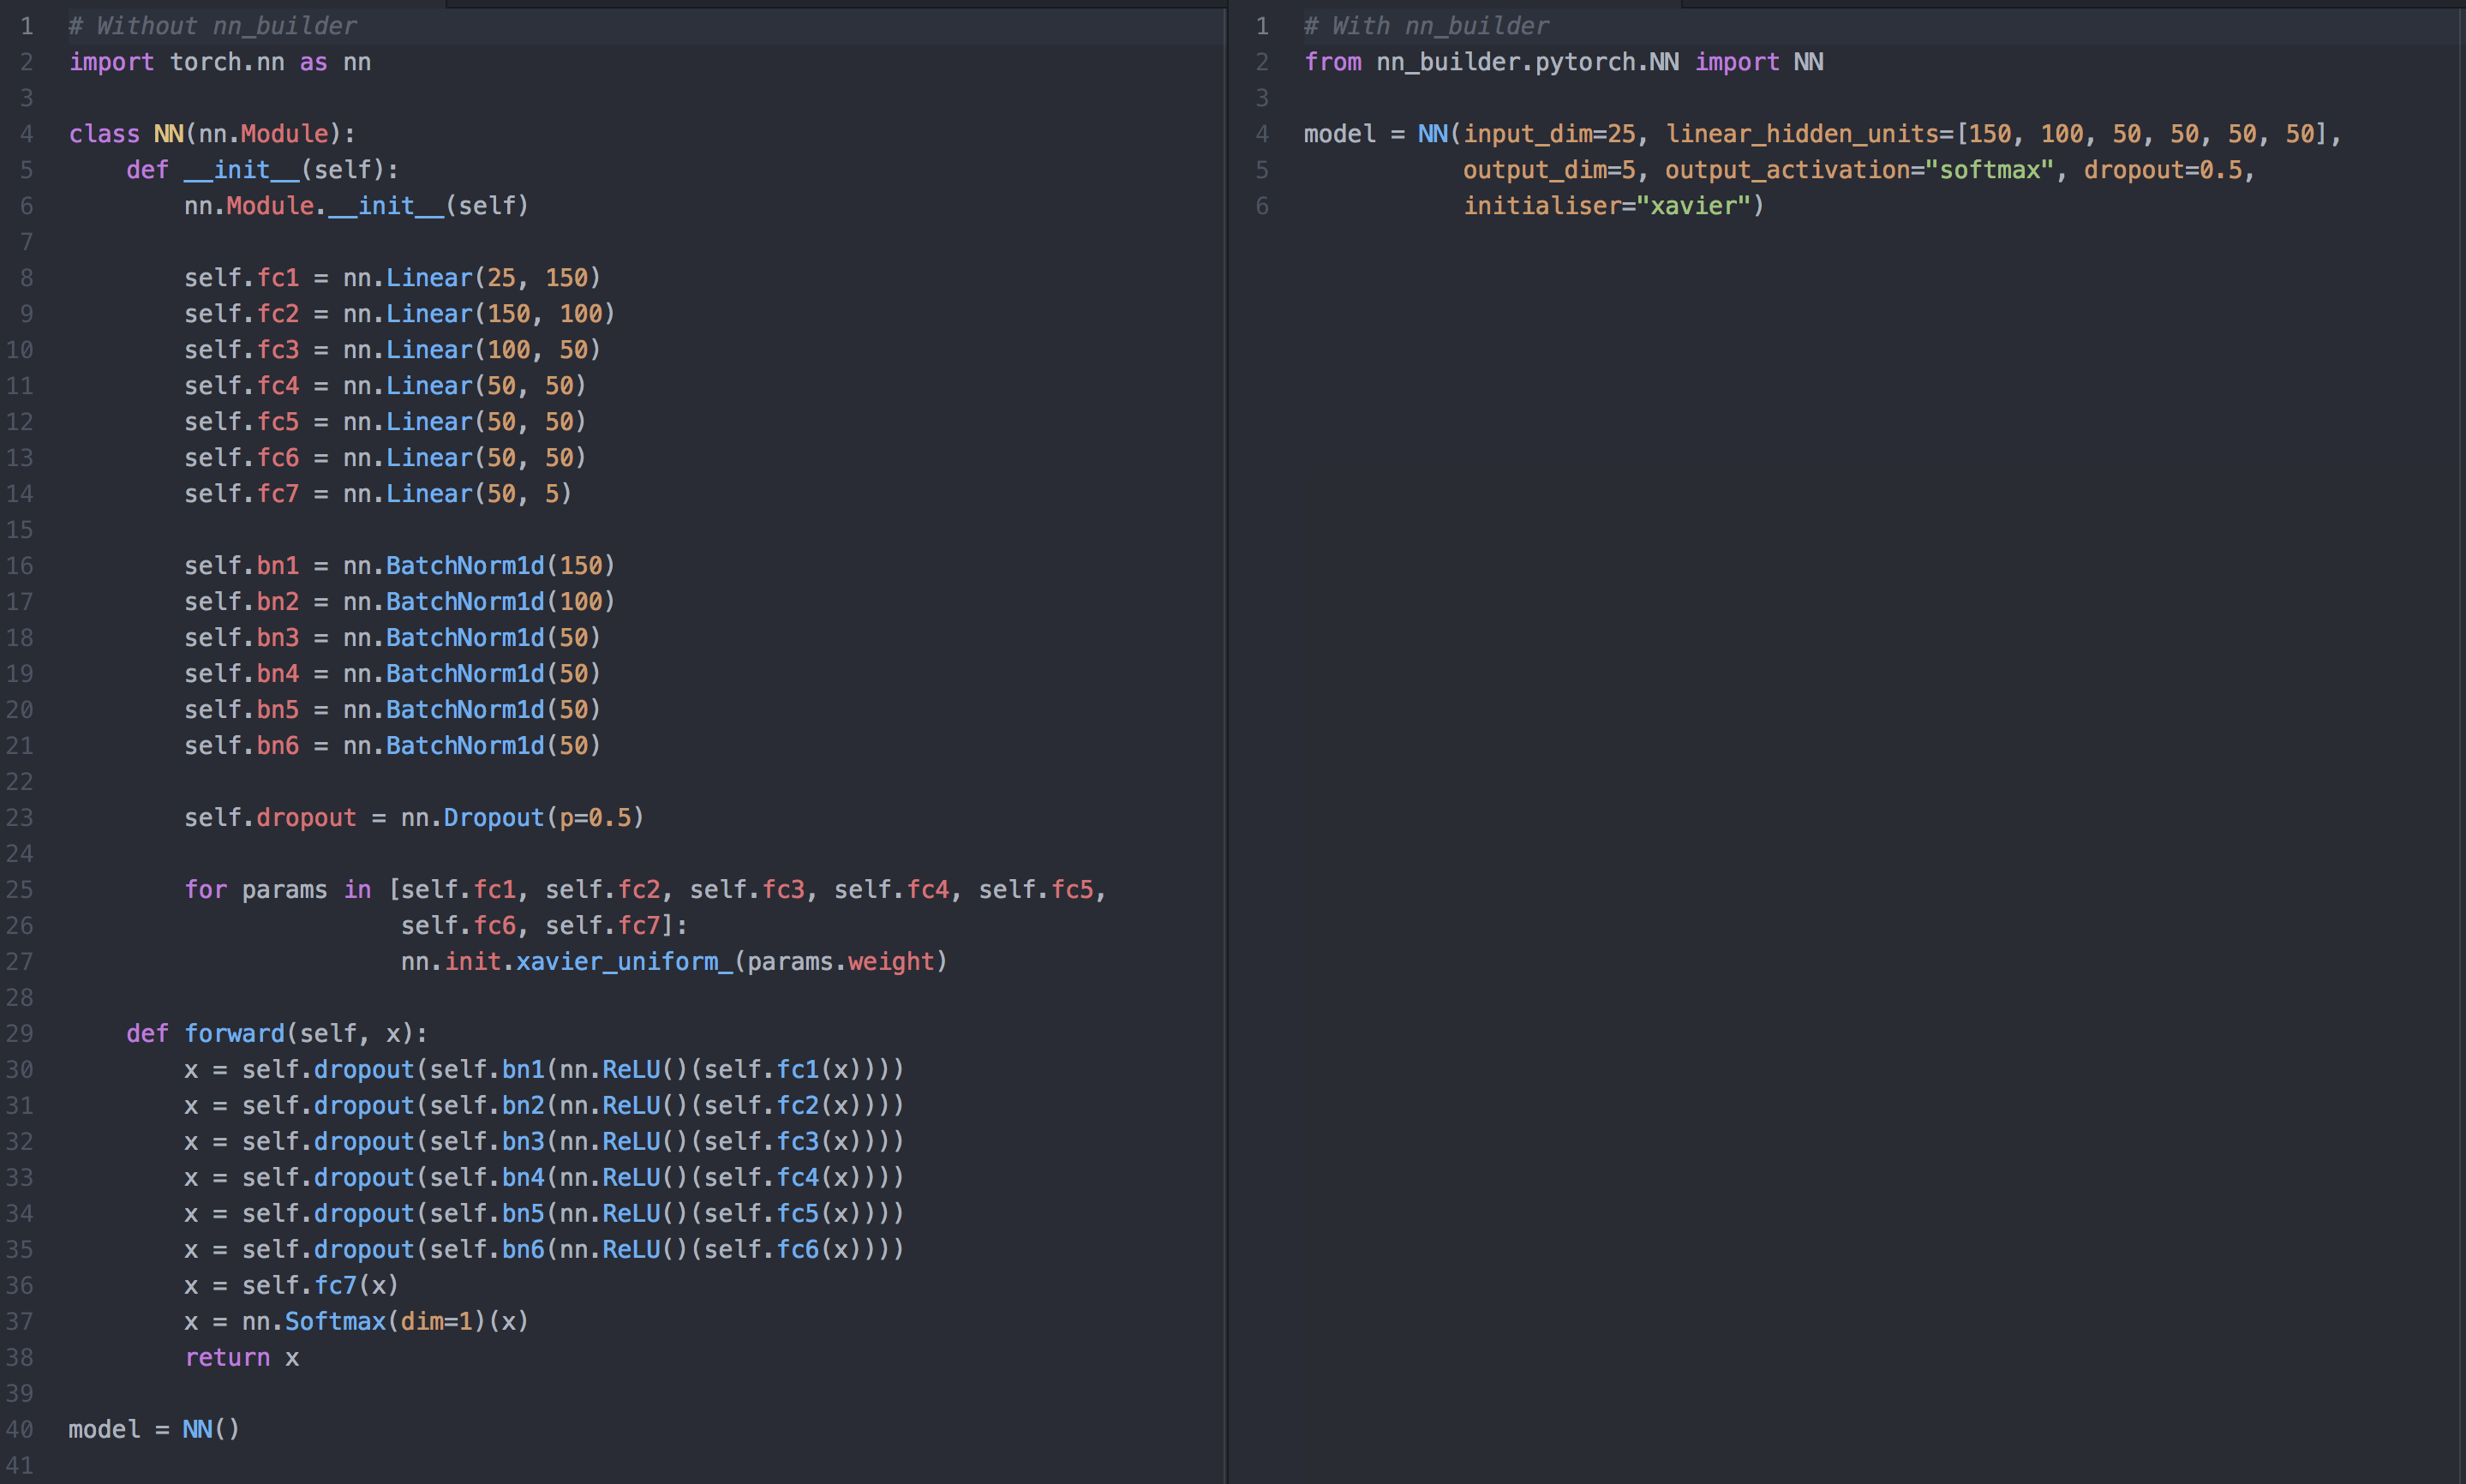 1 # Without nn_builder
2 import torch.nn as nn
3
4 class NN(nn.Module):
5     def __init__(self):
6         nn.Module.__init__(self)
7
8         self.fc1 = nn.Linear(25, 150)
9         self.fc2 = nn.Linear(150, 100)
10         self.fc3 = nn.Linear(100, 50)
11         self.fc4 = nn.Linear(50, 50)
12         self.fc5 = nn.Linear(50, 50)
13         self.fc6 = nn.Linear(50, 50)
14         self.fc7 = nn.Linear(50, 5)
15
16         self.bn1 = nn.BatchNorm1d(150)
17         self.bn2 = nn.BatchNorm1d(100)
18         self.bn3 = nn.BatchNorm1d(50)
19         self.bn4 = nn.BatchNorm1d(50)
20         self.bn5 = nn.BatchNorm1d(50)
21         self.bn6 = nn.BatchNorm1d(50)
22
23         self.dropout = nn.Dropout(p=0.5)
24
25         for params in [self.fc1, self.fc2, self.fc3, self.fc4, self.fc5,
26                        self.fc6, self.fc7]:
27                        nn.init.xavier_uniform_(params.weight)
28
29     def forward(self, x):
30         x = self.dropout(self.bn1(nn.ReLU()(self.fc1(x))))
31         x = self.dropout(self.bn2(nn.ReLU()(self.fc2(x))))
32         x = self.dropout(self.bn3(nn.ReLU()(self.fc3(x))))
33         x = self.dropout(self.bn4(nn.ReLU()(self.fc4(x))))
34         x = self.dropout(self.bn5(nn.ReLU()(self.fc5(x))))
35         x = self.dropout(self.bn6(nn.ReLU()(self.fc6(x))))
36         x = self.fc7(x)
37         x = nn.Softmax(dim=1)(x)
38         return x
39
40 model = NN()
41
1 # With nn_builder
2 from nn_builder.pytorch.NN import NN
3
4 model = NN(input_dim=25, linear_hidden_units=[150, 100, 50, 50, 50, 50],
5            output_dim=5, output_activation="softmax", dropout=0.5,
6            initialiser="xavier")